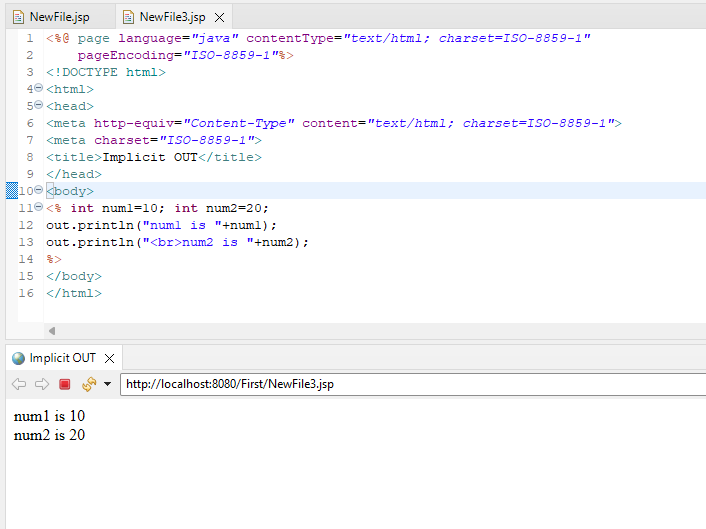 NewFile.jsp NewFile3.jsp
1 <%@ page language="java" contentType="text/html; charset=ISO-8859-1"
2 pageEncoding="ISO-8859-1"%>
3 <!DOCTYPE html>
4 <html>
5 <head>
6 <meta http-equiv="Content-Type" content="text/html; charset=ISO-8859-1">
7 <meta charset="ISO-8859-1">
8 <title>Implicit OUT</title>
9 </head>
10 <body>
11 <% int num1=10; int num2=20;
12 out.println("num1 is "+num1);
13 out.println("<br>num2 is "+num2);
14 %>
15 </body>
16 </html>
Implicit OUT
http://localhost:8080/First/NewFile3.jsp
num1 is 10
num2 is 20